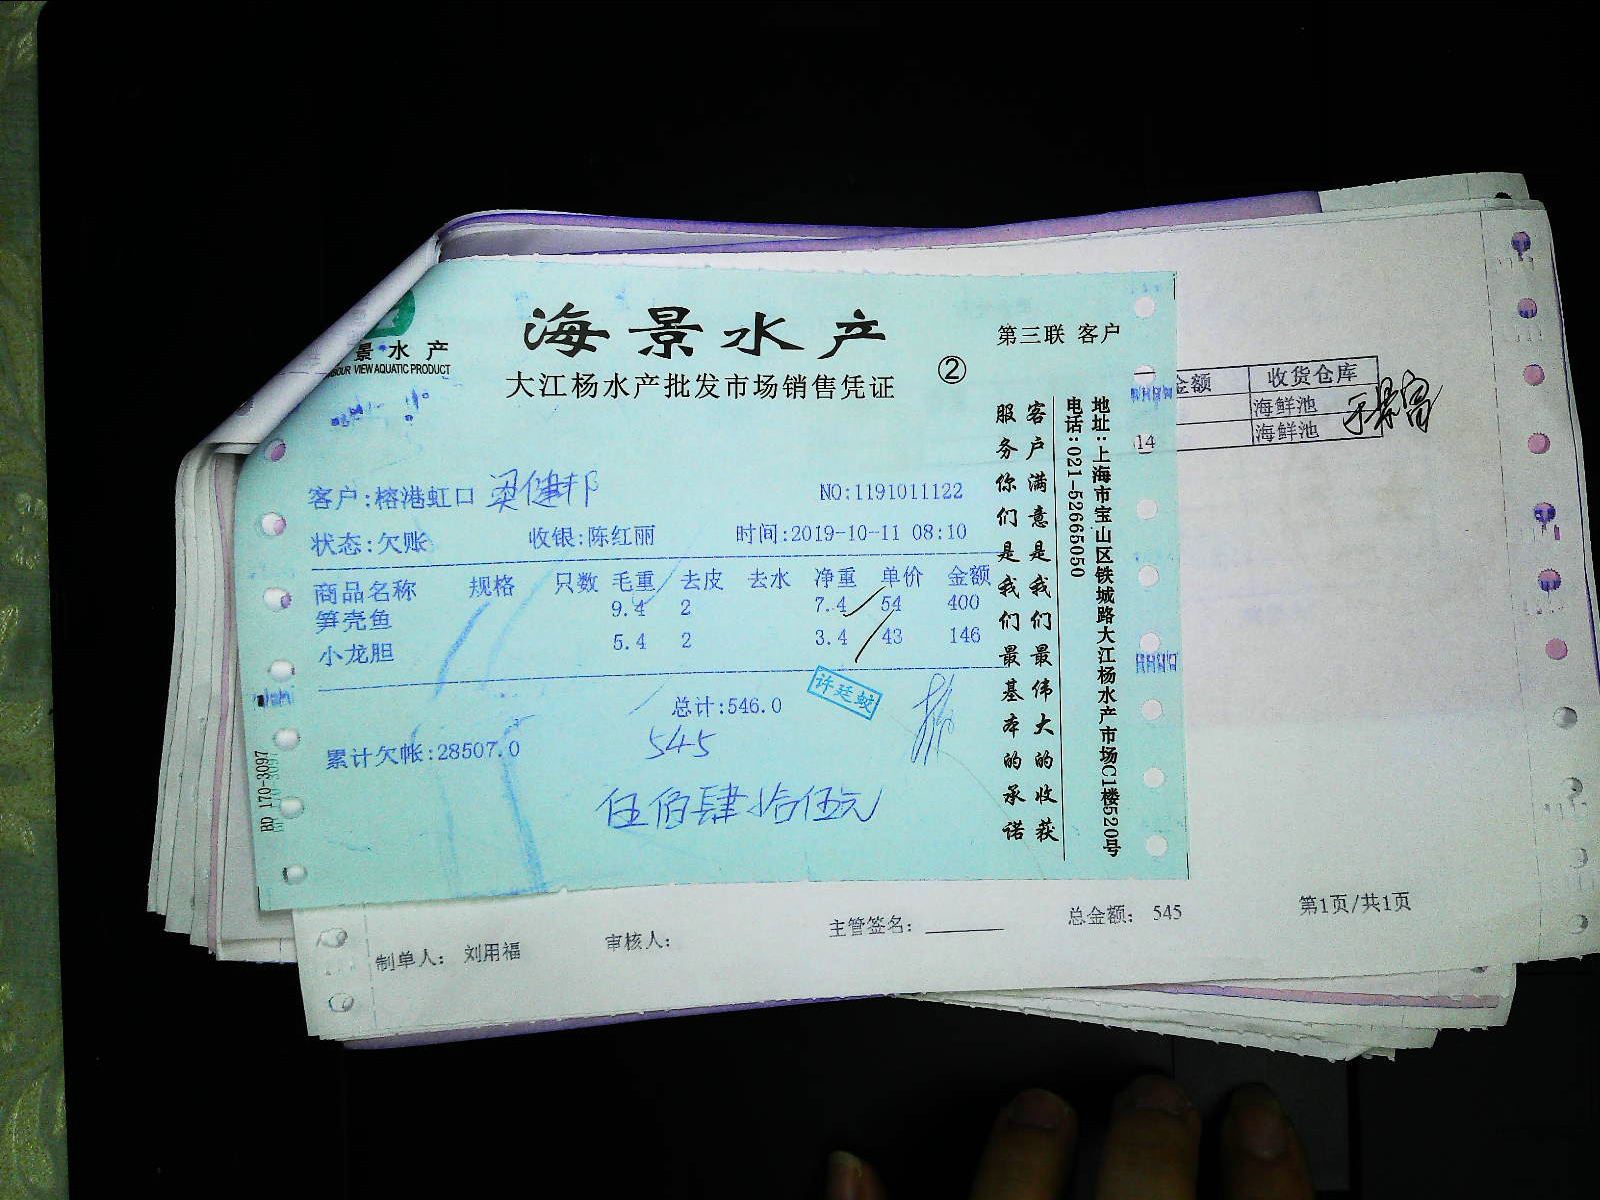 海景水产
第三联 客户
景水产
BOUR VIEW AQUATIC PRODUCT
大江杨水产批发市场销售凭证
②
客户:榕港虹口 梁健邦
NO:1191011122
状态:欠账 收银:陈红丽 时间:2019-10-11 08:10
商品名称 规格 只数 毛重 去皮 去水 净重 单价 金额
笋壳鱼 9.4 2 7.4 54 400
小龙胆 5.4 2 3.4 43 146
总计:546.0
许廷蛟
累计欠帐:28507.0
545
伍佰肆拾伍元
客户满意是我们最伟大的收获
服务你们是我们最基本的承诺
地址:上海市宝山区铁城路大江杨水产市场C1楼520号
电话:021-52665050
BD 170-3097
金额 收货仓库
海鲜池
14 海鲜池
制单人: 刘用福 审核人: 主管签名: 总金额: 545 第1页/共1页